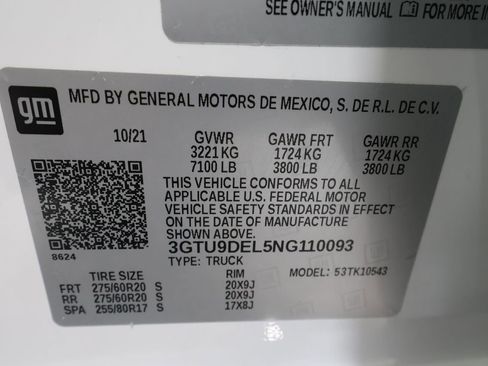 SEE OWNER'S MANUAL FOR MORE
gm
MFD BY GENERAL MOTORS DE MEXICO, S. DE R.L. DE C.V.
10/21 GVWR GAWR FRT GAWR RR
3221 KG 1724 KG 1724 KG
7100 LB 3800 LB 3800 LB
THIS VEHICLE CONFORMS TO ALL
APPLICABLE U.S. FEDERAL MOTOR
VEHICLE SAFETY STANDARDS IN EFFECT
ON THE DATE OF MANUFACTURE
SHOWN ABOVE.
8624 3GTU9DEL5NG110093
TYPE: TRUCK MODEL: 53TK10543
TIRE SIZE RIM
FRT 275/60R20 S 20X9J
RR 275/60R20 S 20X9J
SPA 255/80R17 S 17X8J